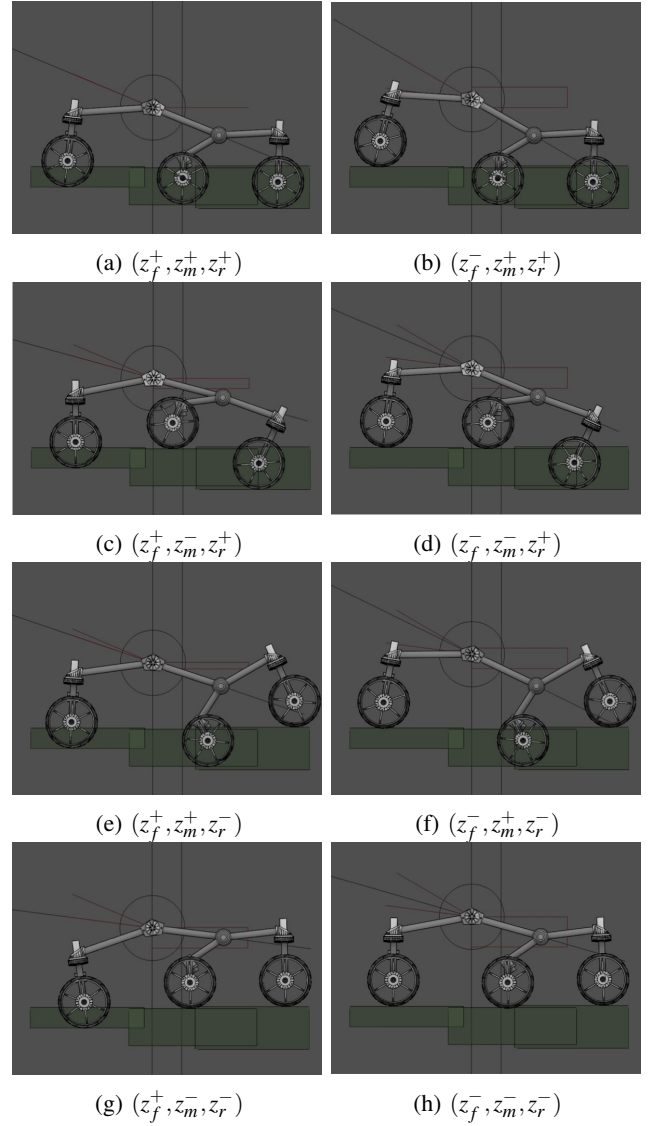 (a) $(z_f^+, z_m^+, z_r^+)$ (b) $(z_f^-, z_m^+, z_r^+)$
(c) $(z_f^+, z_m^-, z_r^+)$ (d) $(z_f^-, z_m^-, z_r^+)$
(e) $(z_f^+, z_m^+, z_r^-)$ (f) $(z_f^-, z_m^+, z_r^-)$
(g) $(z_f^+, z_m^-, z_r^-)$ (h) $(z_f^-, z_m^-, z_r^-)$